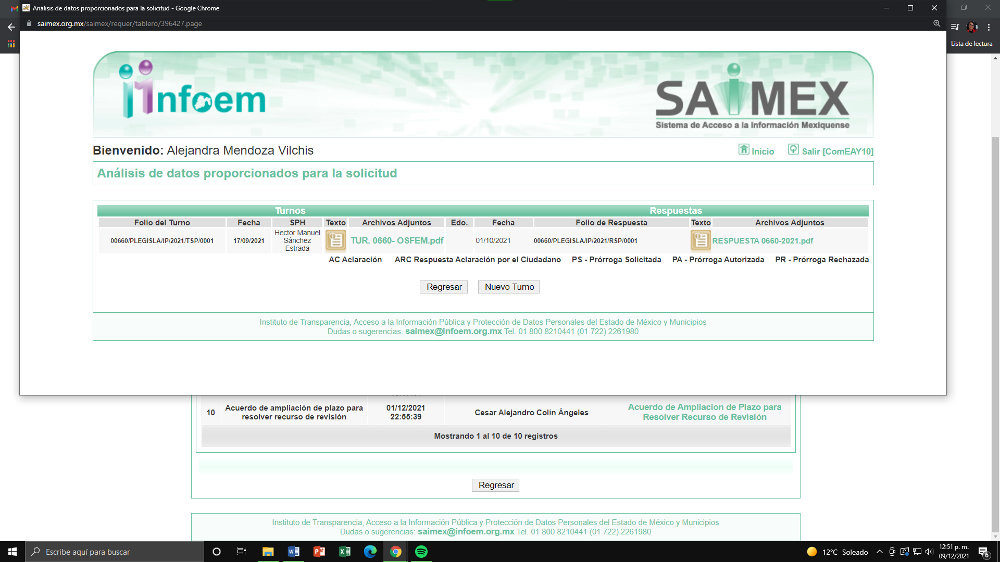 Análisis de datos proporcionados para la solicitud - Google Chrome
saimex.org.mx/saimex/requer/tablero/396427.page
Lista de lectura
infoem
SAiMEX
Sistema de Acceso a la Información Mexiquense
Bienvenido: Alejandra Mendoza Vilchis
Inicio
Salir [ComEAY10]
Análisis de datos proporcionados para la solicitud
Turnos Respuestas
Folio del Turno Fecha SPH Texto Archivos Adjuntos Edo. Fecha Folio de Respuesta Texto Archivos Adjuntos
00660/PLEGISLA/IP/2021/TSP/0001 17/09/2021 Hector Manuel
Sánchez
Estrada
TUR. 0660- OSFEM.pdf 01/10/2021 00660/PLEGISLA/IP/2021/RSP/0001 RESPUESTA 0660-2021.pdf
AC Aclaración ARC Respuesta Aclaración por el Ciudadano PS - Prórroga Solicitada PA - Prórroga Autorizada PR - Prórroga Rechazada
Regresar Nuevo Turno
Instituto de Transparencia, Acceso a la Información Pública y Protección de Datos Personales del Estado de México y Municipios
Dudas o sugerencias: saimex@infoem.org.mx Tel. 01 800 8210441 (01 722) 2261980
10 Acuerdo de ampliación de plazo para
resolver recurso de revisión
01/12/2021
22:55:39
Cesar Alejandro Colín Ángeles
Acuerdo de Ampliacion de Plazo para
Resolver Recurso de Revisión
Mostrando 1 al 10 de 10 registros
Regresar
Instituto de Transparencia, Acceso a la Información Pública y Protección de Datos Personales del Estado de México y Municipios
Dudas o sugerencias: saimex@infoem.org.mx Tel. 01 800 8210441 (01 722) 2261980
Escribe aquí para buscar
12°C Soleado
12:51 p. m.
09/12/2021
6